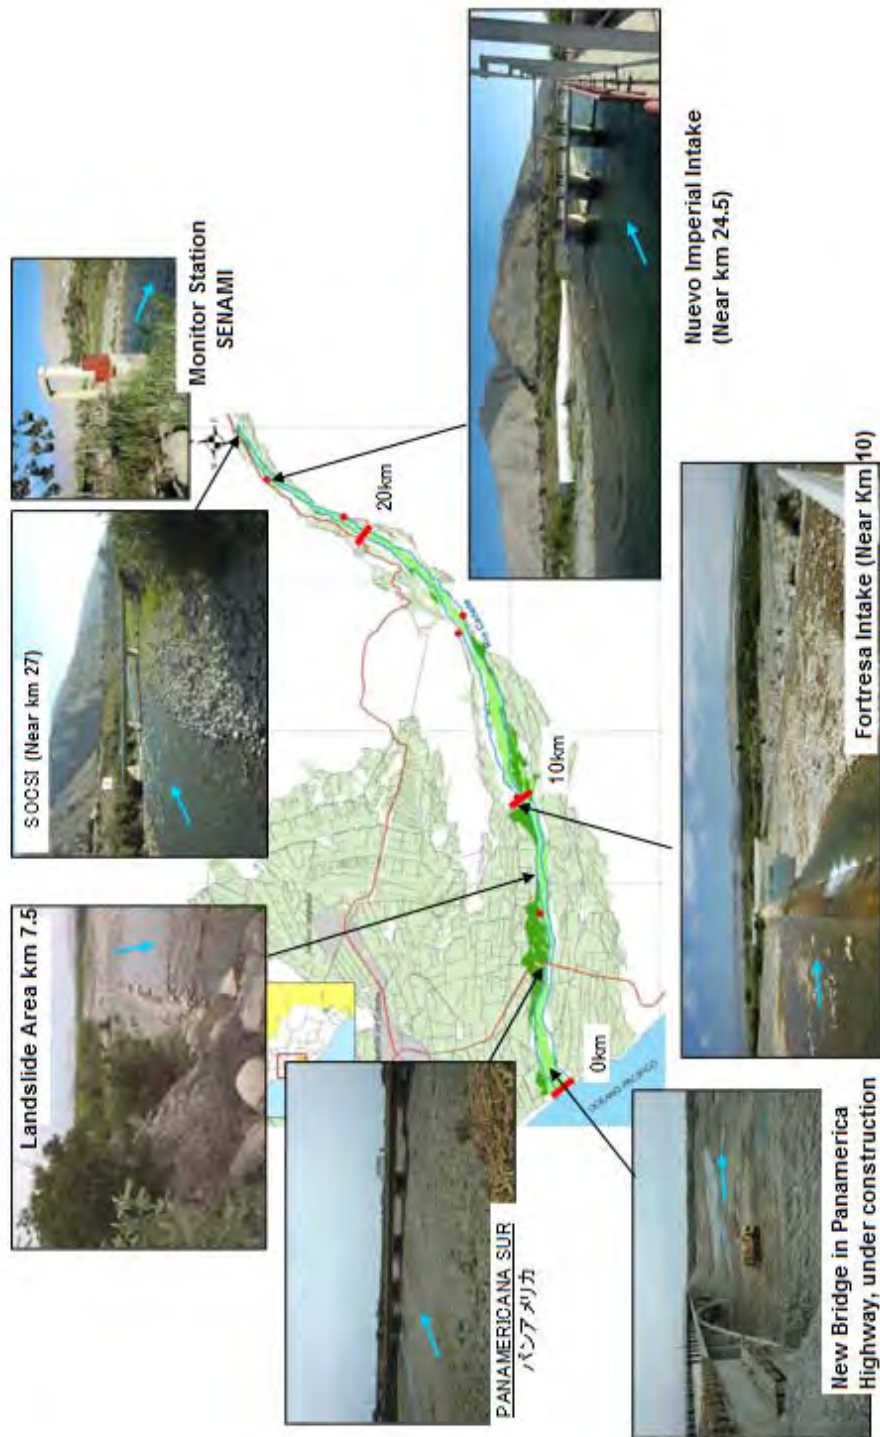 Landslide Area km 7.5
SOCSI (Near km 27)
Monitor Station
SENAMI
PANAMERICANA SUR
パンアメリカ
0km
10km
20km
OCEANO PACIFICO
New Bridge in Panamerica
Highway, under construction
Fortresa Intake (Near Km 10)
Nuevo Imperial Intake
(Near km 24.5)